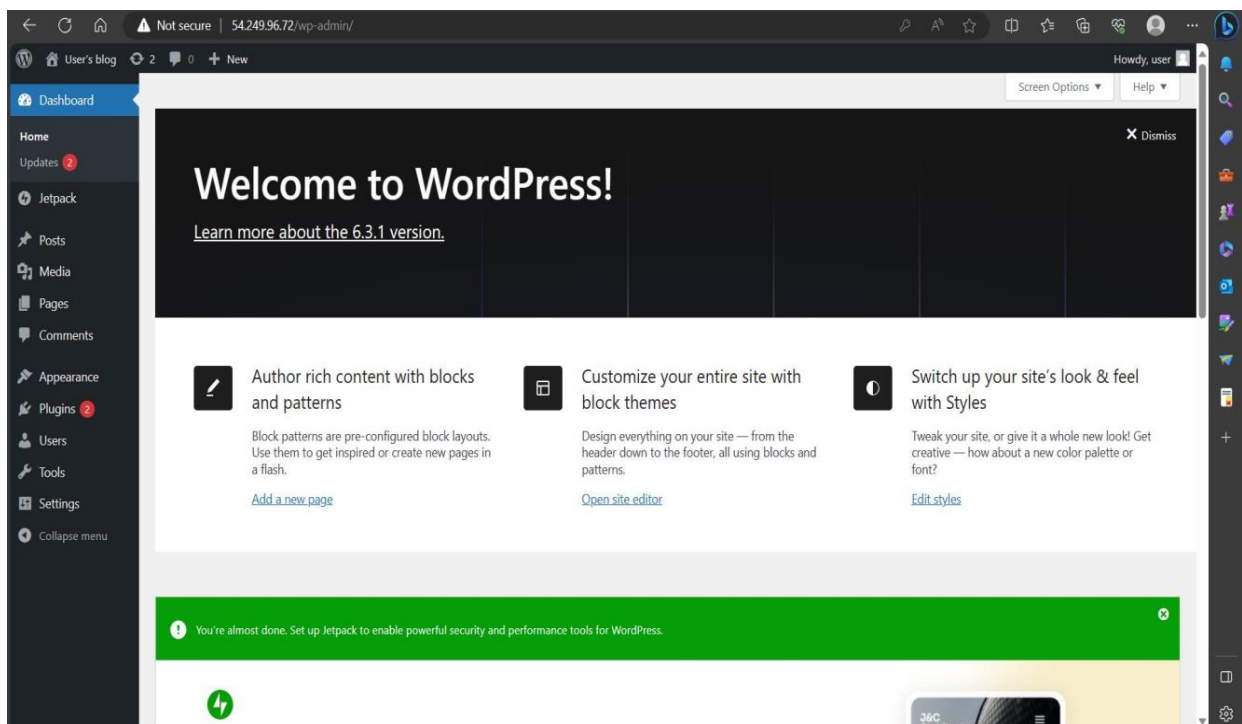 Not secure | 54.249.96.72/wp-admin/
User's blog 2 0 + New
Howdy, user
Screen Options ▼ Help ▼
Dashboard
Home
Updates 2
Jetpack
Posts
Media
Pages
Comments
Appearance
Plugins 2
Users
Tools
Settings
Collapse menu
Dismiss
Welcome to WordPress!
Learn more about the 6.3.1 version.
Author rich content with blocks
and patterns
Block patterns are pre-configured block layouts.
Use them to get inspired or create new pages in
a flash.
Add a new page
Customize your entire site with
block themes
Design everything on your site — from the
header down to the footer, all using blocks and
patterns.
Open site editor
Switch up your site's look & feel
with Styles
Tweak your site, or give it a whole new look! Get
creative — how about a new color palette or
font?
Edit styles
You're almost done. Set up Jetpack to enable powerful security and performance tools for WordPress.
J&C